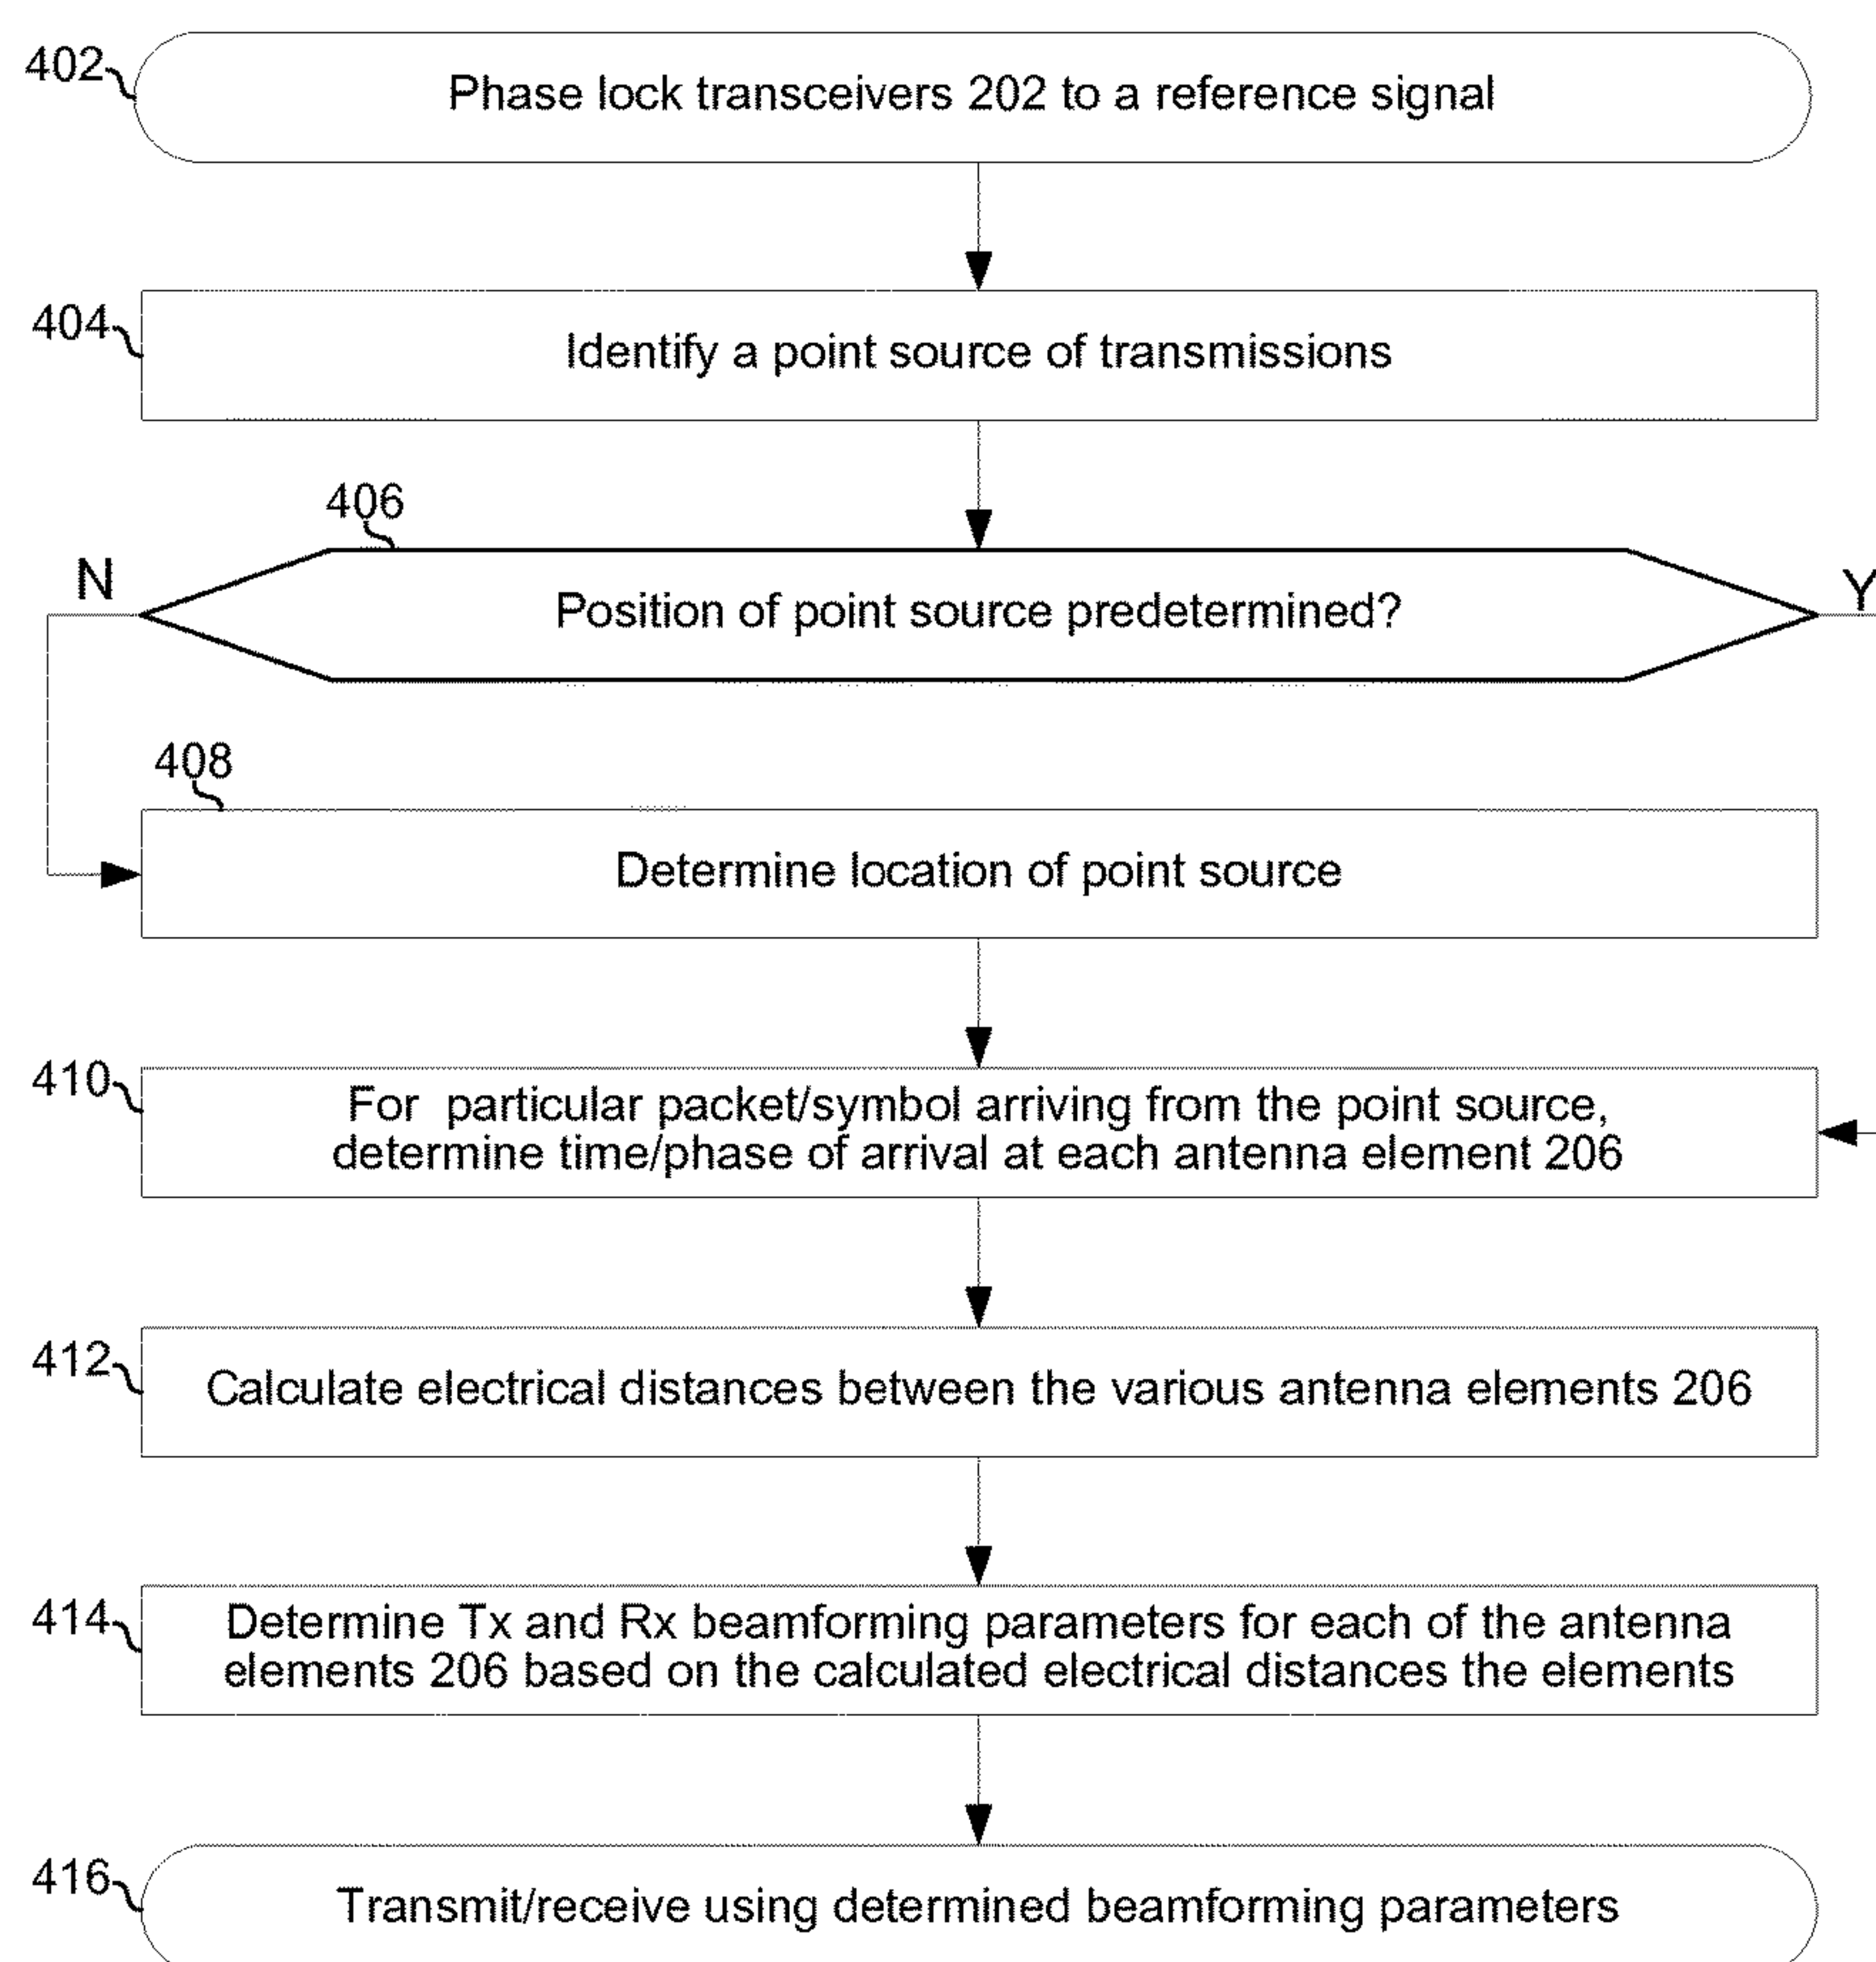 402
Phase lock transceivers 202 to a reference signal
404
Identify a point source of transmissions
406
N
Position of point source predetermined?
Y
408
Determine location of point source
410
For particular packet/symbol arriving from the point source,
determine time/phase of arrival at each antenna element 206
412
Calculate electrical distances between the various antenna elements 206
414
Determine Tx and Rx beamforming parameters for each of the antenna
elements 206 based on the calculated electrical distances the elements
416
Transmit/receive using determined beamforming parameters